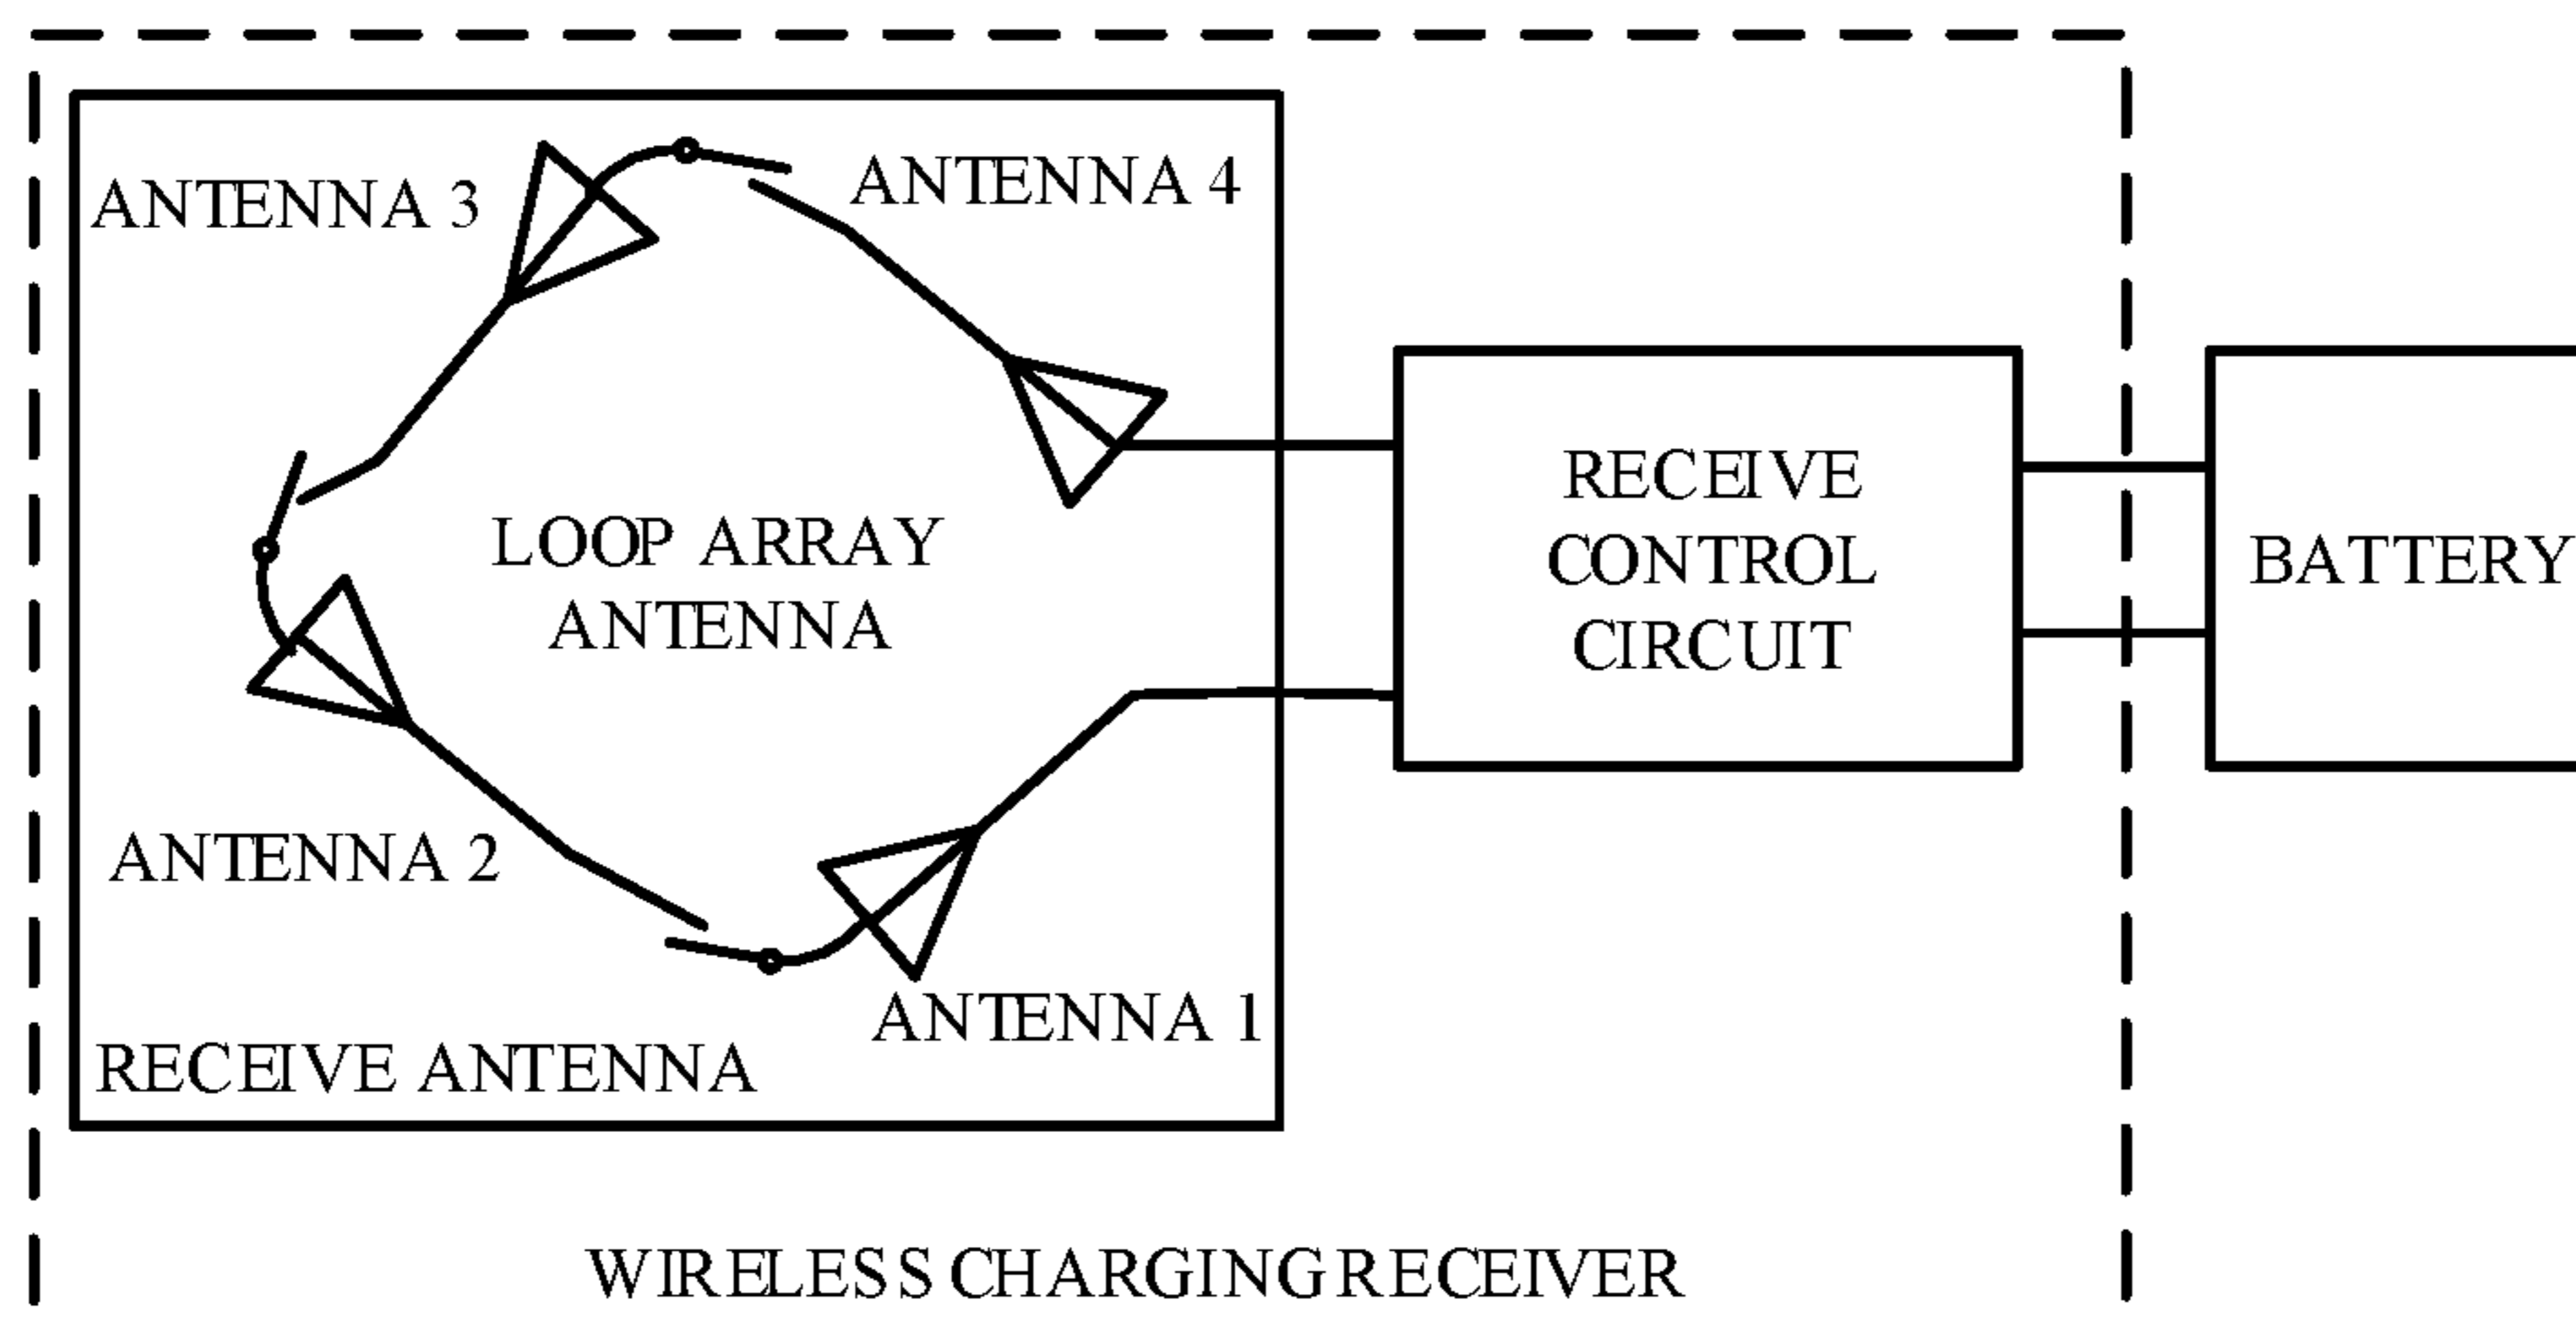 ANTENNA 3
ANTENNA 4
LOOP ARRAY
ANTENNA
RECEIVE
CONTROL
CIRCUIT
BATTERY
ANTENNA 2
ANTENNA 1
RECEIVE ANTENNA
WIRELESS CHARGING RECEIVER